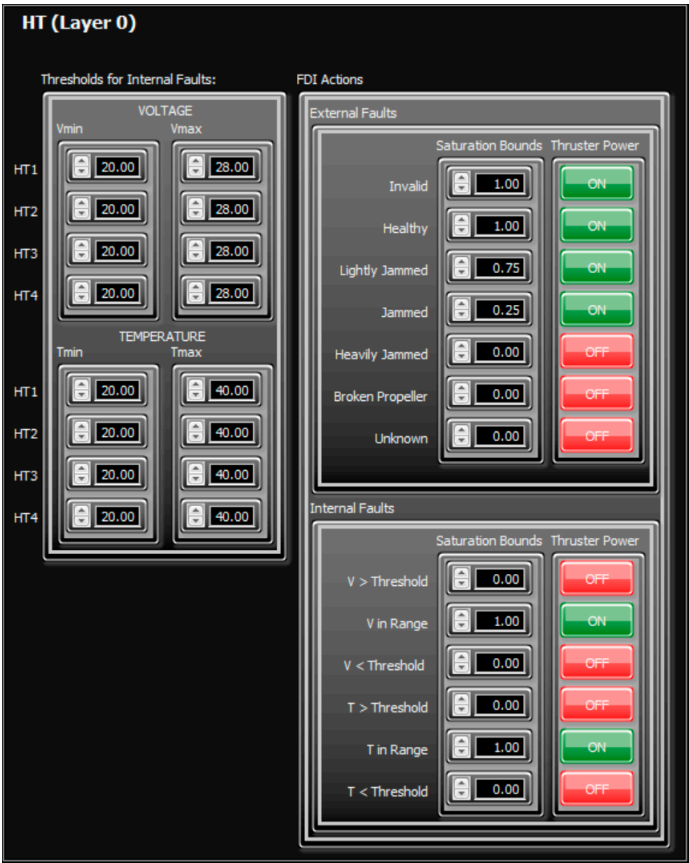 HT (Layer 0)
Thresholds for Internal Faults:
VOLTAGE
Vmin Vmax
HT1 20.00 28.00
HT2 20.00 28.00
HT3 20.00 28.00
HT4 20.00 28.00
TEMPERATURE
Tmin Tmax
HT1 20.00 40.00
HT2 20.00 40.00
HT3 20.00 40.00
HT4 20.00 40.00
FDI Actions
External Faults
Saturation Bounds Thruster Power
Invalid 1.00 ON
Healthy 1.00 ON
Lightly Jammed 0.75 ON
Jammed 0.25 ON
Heavily Jammed 0.00 OFF
Broken Propeller 0.00 OFF
Unknown 0.00 OFF
Internal Faults
Saturation Bounds Thruster Power
V > Threshold 0.00 OFF
V in Range 1.00 ON
V < Threshold 0.00 OFF
T > Threshold 0.00 OFF
T in Range 1.00 ON
T < Threshold 0.00 OFF